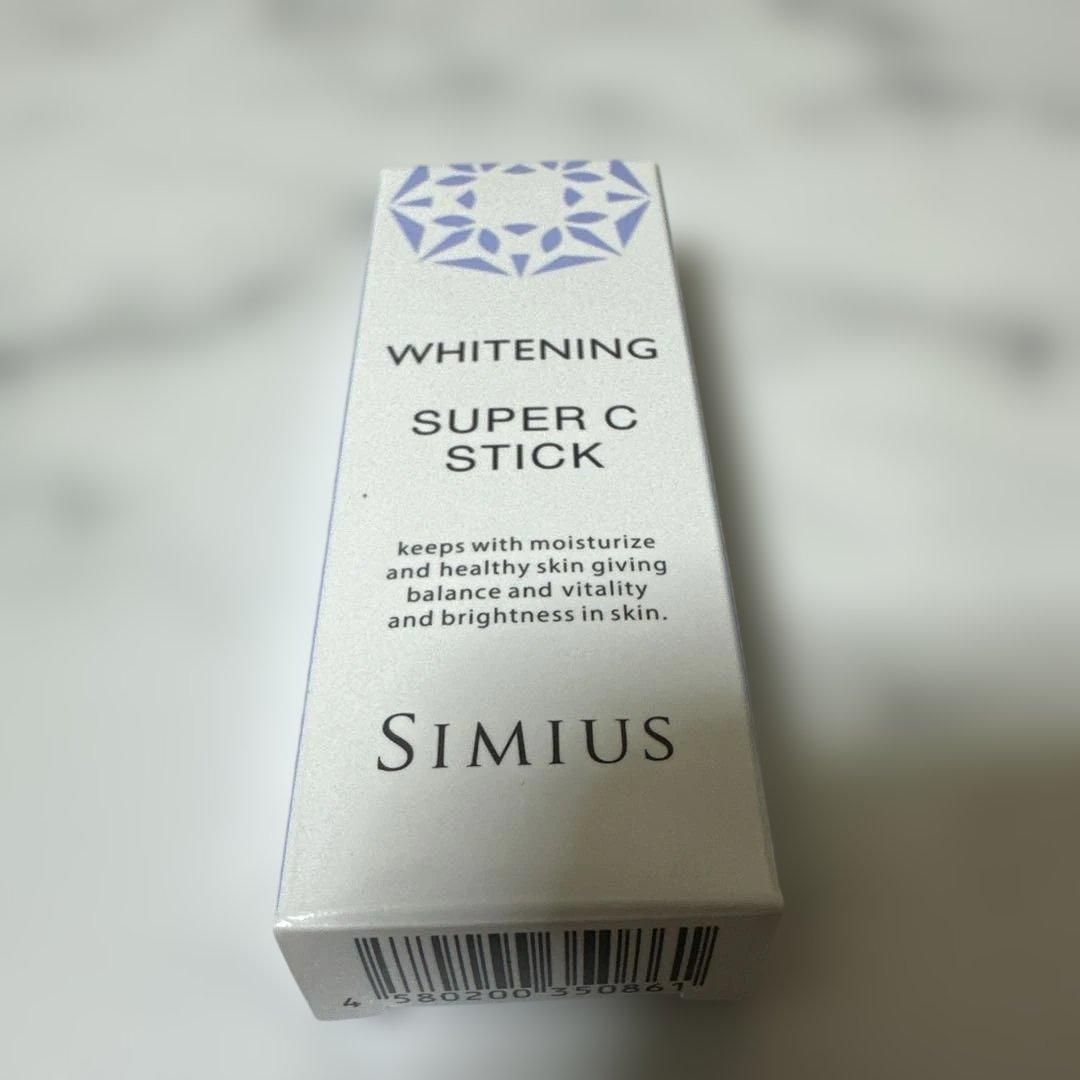 WHITENING
SUPER C
STICK
keeps with moisturize
and healthy skin giving
balance and vitality
and brightness in skin.
SIMIUS
4 580200 350861